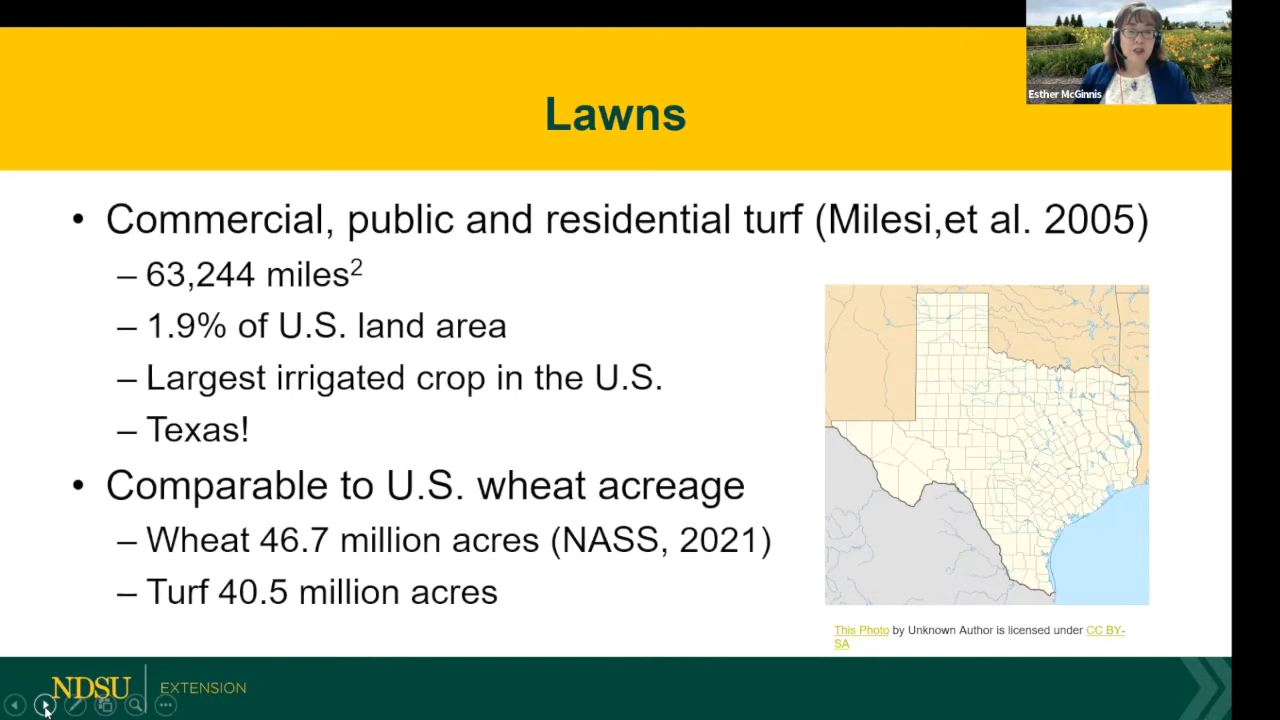 Lawns
Esther McGinnis
• Commercial, public and residential turf (Milesi,et al. 2005)
– 63,244 miles²
– 1.9% of U.S. land area
– Largest irrigated crop in the U.S.
– Texas!
• Comparable to U.S. wheat acreage
– Wheat 46.7 million acres (NASS, 2021)
– Turf 40.5 million acres
This Photo by Unknown Author is licensed under CC BY-
SA
NDSU EXTENSION